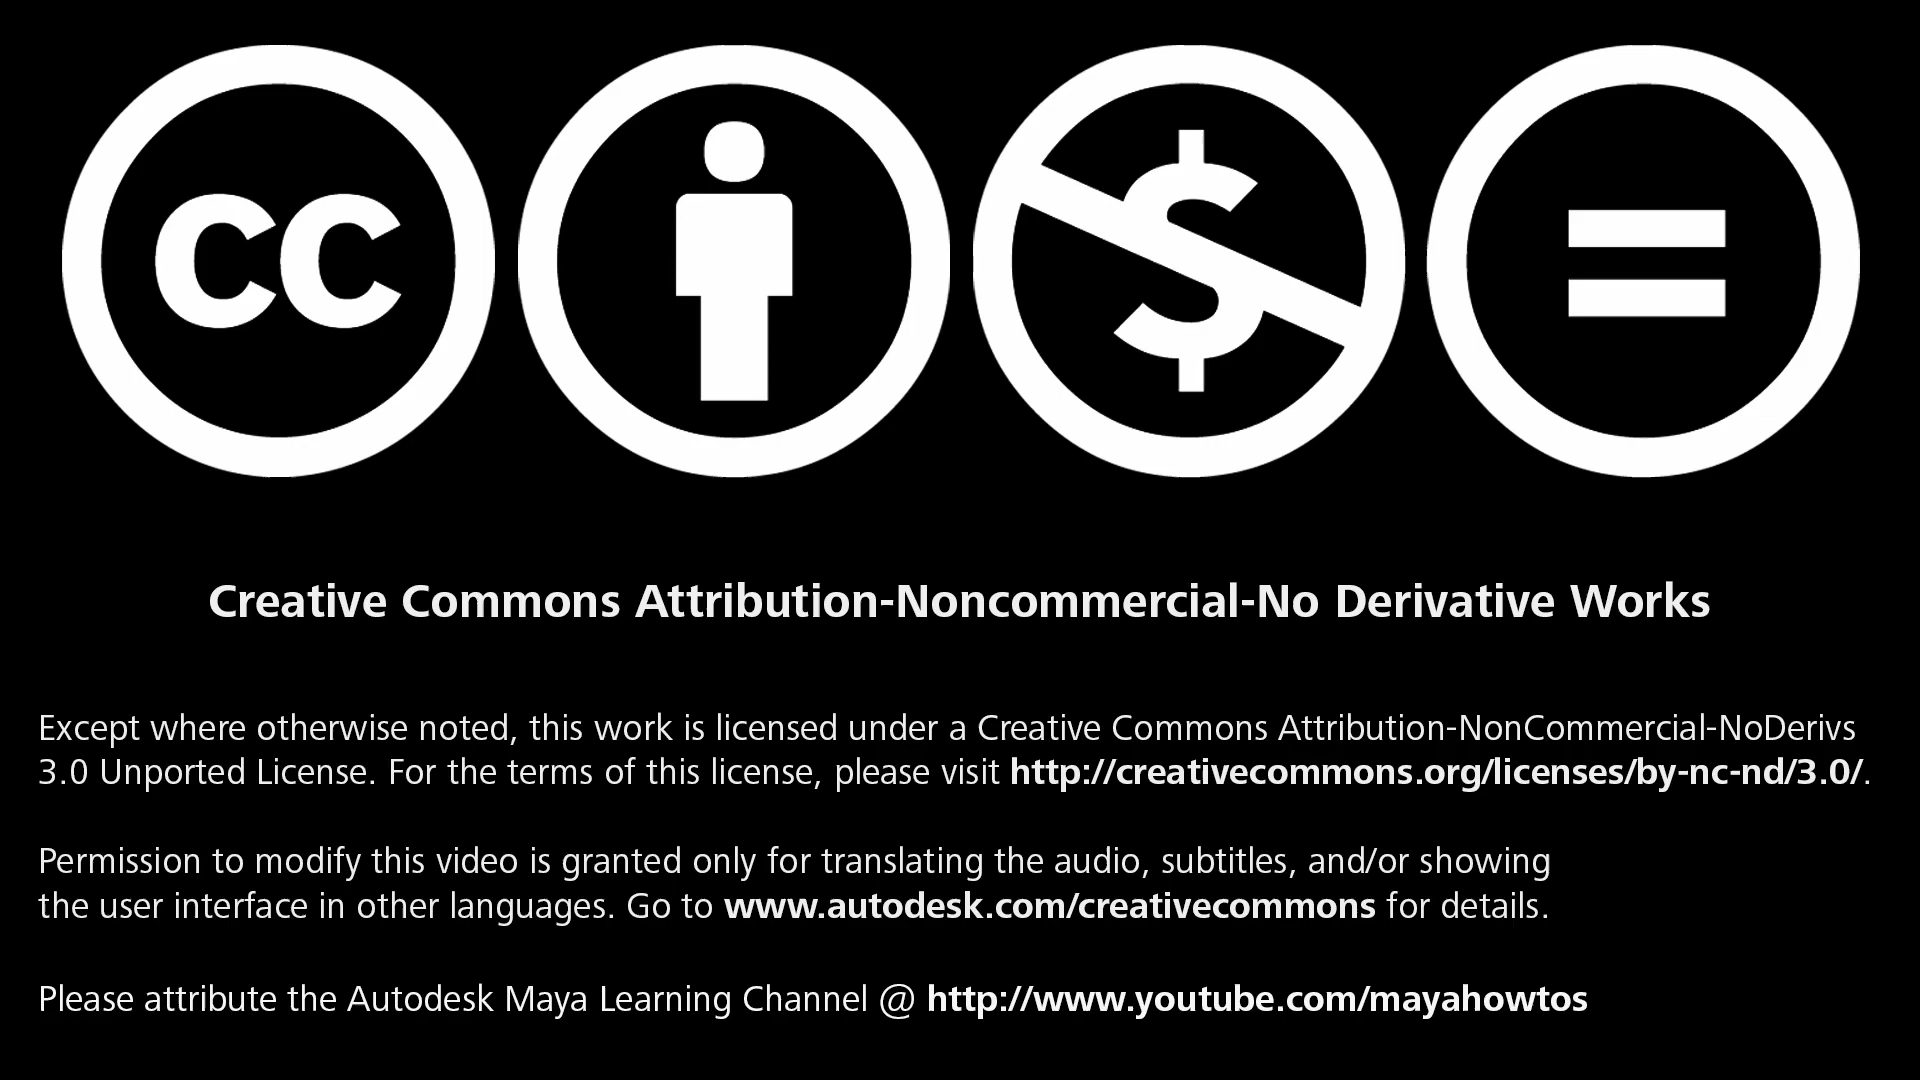 cc
$
=
Creative Commons Attribution-Noncommercial-No Derivative Works
Except where otherwise noted, this work is licensed under a Creative Commons Attribution-NonCommercial-NoDerivs
3.0 Unported License. For the terms of this license, please visit http://creativecommons.org/licenses/by-nc-nd/3.0/.
Permission to modify this video is granted only for translating the audio, subtitles, and/or showing
the user interface in other languages. Go to www.autodesk.com/creativecommons for details.
Please attribute the Autodesk Maya Learning Channel @ http://www.youtube.com/mayahowtos